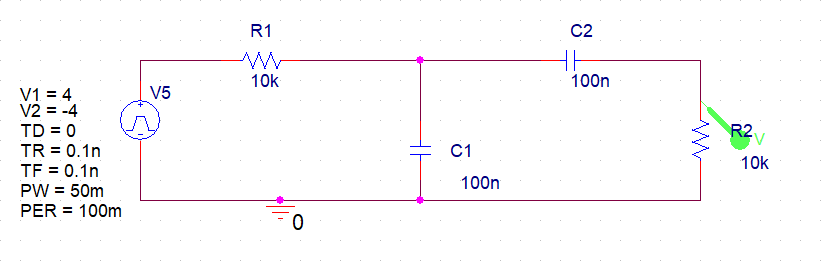 R1
10k
C2
100n
V1 = 4
V2 = -4
TD = 0
TR = 0.1n
TF = 0.1n
PW = 50m
PER = 100m
V5
C1
100n
R2
V
10k
0